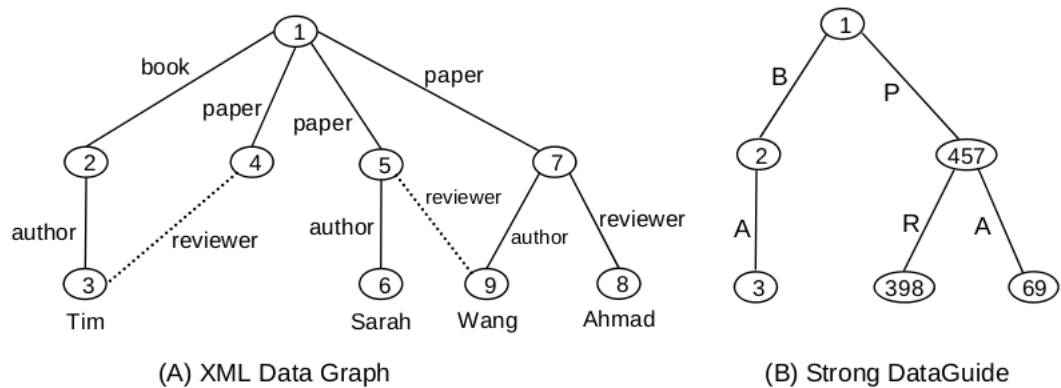 1
book
paper
paper
paper
2
4
5
7
author
reviewer
author
reviewer
author
reviewer
3
6
9
8
Tim
Sarah
Wang
Ahmad
(A) XML Data Graph
1
B
P
2
457
A
R
A
3
398
69
(B) Strong DataGuide